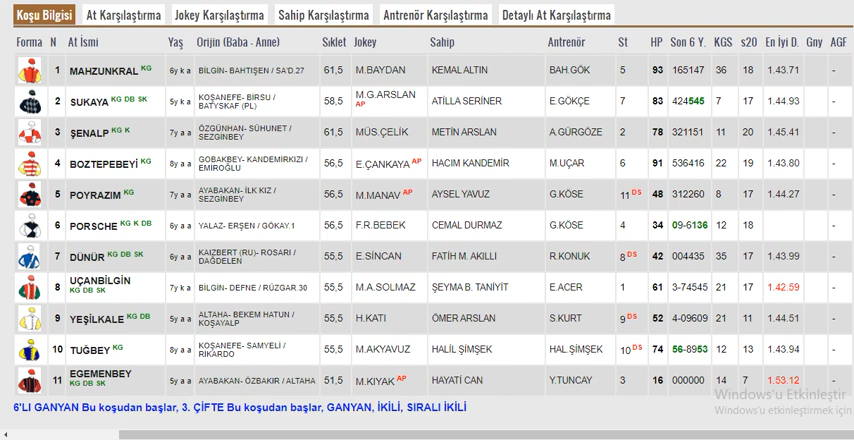 Koşu Bilgisi At Karşılaştırma Jokey Karşılaştırma Sahip Karşılaştırma Antrenör Karşılaştırma Detaylı At Karşılaştırma
Forma N At İsmi Yaş Orijin (Baba - Anne) Sıklet Jokey Sahip Antrenör St HP Son 6 Y. KGS s20 En İyi D. Gny AGF
1 MAHZUNKRAL KG 6y k a BİLGİN- BAHTIŞEN / SA'D.27 61,5 M.BAYDAN KEMAL ALTIN BAH.GÖK 5 93 165147 36 18 1.43.71 -
2 SUKAYA KG DB SK 5y k a KOŞANEFE- BİRSU / BATYSKAF (PL) 58,5 M.G.ARSLAN AP ATİLLA SERİNER E.GÖKÇE 7 83 424545 7 17 1.44.93 -
3 ŞENALP KG K 7y a a ÖZGÜNHAN- SÜHUNET / SEZGINBEY 61,5 MÜS.ÇELİK METİN ARSLAN A.GÜRGÖZE 2 78 321151 11 20 1.45.41 -
4 BOZTEPEBEYİ KG 8y a a GOBAKBEY- KANDEMİRKIZI / EMİROĞLU 56,5 E.ÇANKAYA AP HACIM KANDEMİR M.UÇAR 6 91 536416 22 19 1.43.80 -
5 POYRAZIM KG 7y a a AYABAKAN- İLK KIZ / SEZGINBEY 56,5 M.MANAV AP AYSEL YAVUZ G.KÖSE 11 DS 48 312260 8 17 1.44.27 -
6 PORSCHE KG K DB 6y a a YALAZ- ERŞEN / GÖKAY.1 56,5 F.R.BEBEK CEMAL DURMAZ G.KÖSE 4 34 09-6136 12 18 -
7 DÜNÜR KG DB SK 6y a a KAIZBERT (RU)- ROSARI / DAĞDELEN 55,5 E.SİNCAN FATİH M. AKILLI R.KONUK 8 DS 42 004435 35 17 1.43.99 -
8 UÇANBİLGİN KG DB SK 7y k a BİLGİN- DEFNE / RÜZGAR.30 55,5 M.A.SOLMAZ ŞEYMA B. TANİYİT E.ACER 1 61 3-74545 21 17 1.42.59 -
9 YEŞİLKALE KG DB 5y a a ALTAHA- BEKEM HATUN / KOŞAYALP 55,5 H.KATI ÖMER ARSLAN S.KURT 9 DS 52 4-09609 21 11 1.44.51 -
10 TUĞBEY KG 8y a a KOŞANEFE- SAMYELİ / RIKARDO 55,5 M.AKYAVUZ HALİL ŞİMŞEK HAL.ŞİMŞEK 10 DS 74 56-8953 12 13 1.43.94 -
11 EGEMENBEY KG DB SK 5y a a AYABAKAN- ÖZBAKIR / ALTAHA 51,5 M.KIYAK AP HAYATİ CAN Y.TUNCAY 3 16 000000 14 7 1.53.12 -
6'LI GANYAN Bu koşudan başlar, 3. ÇİFTE Bu koşudan başlar, GANYAN, İKİLİ, SIRALI İKİLİ
Windows'u Etkinleştir
Windows'u etkinleştirmek için